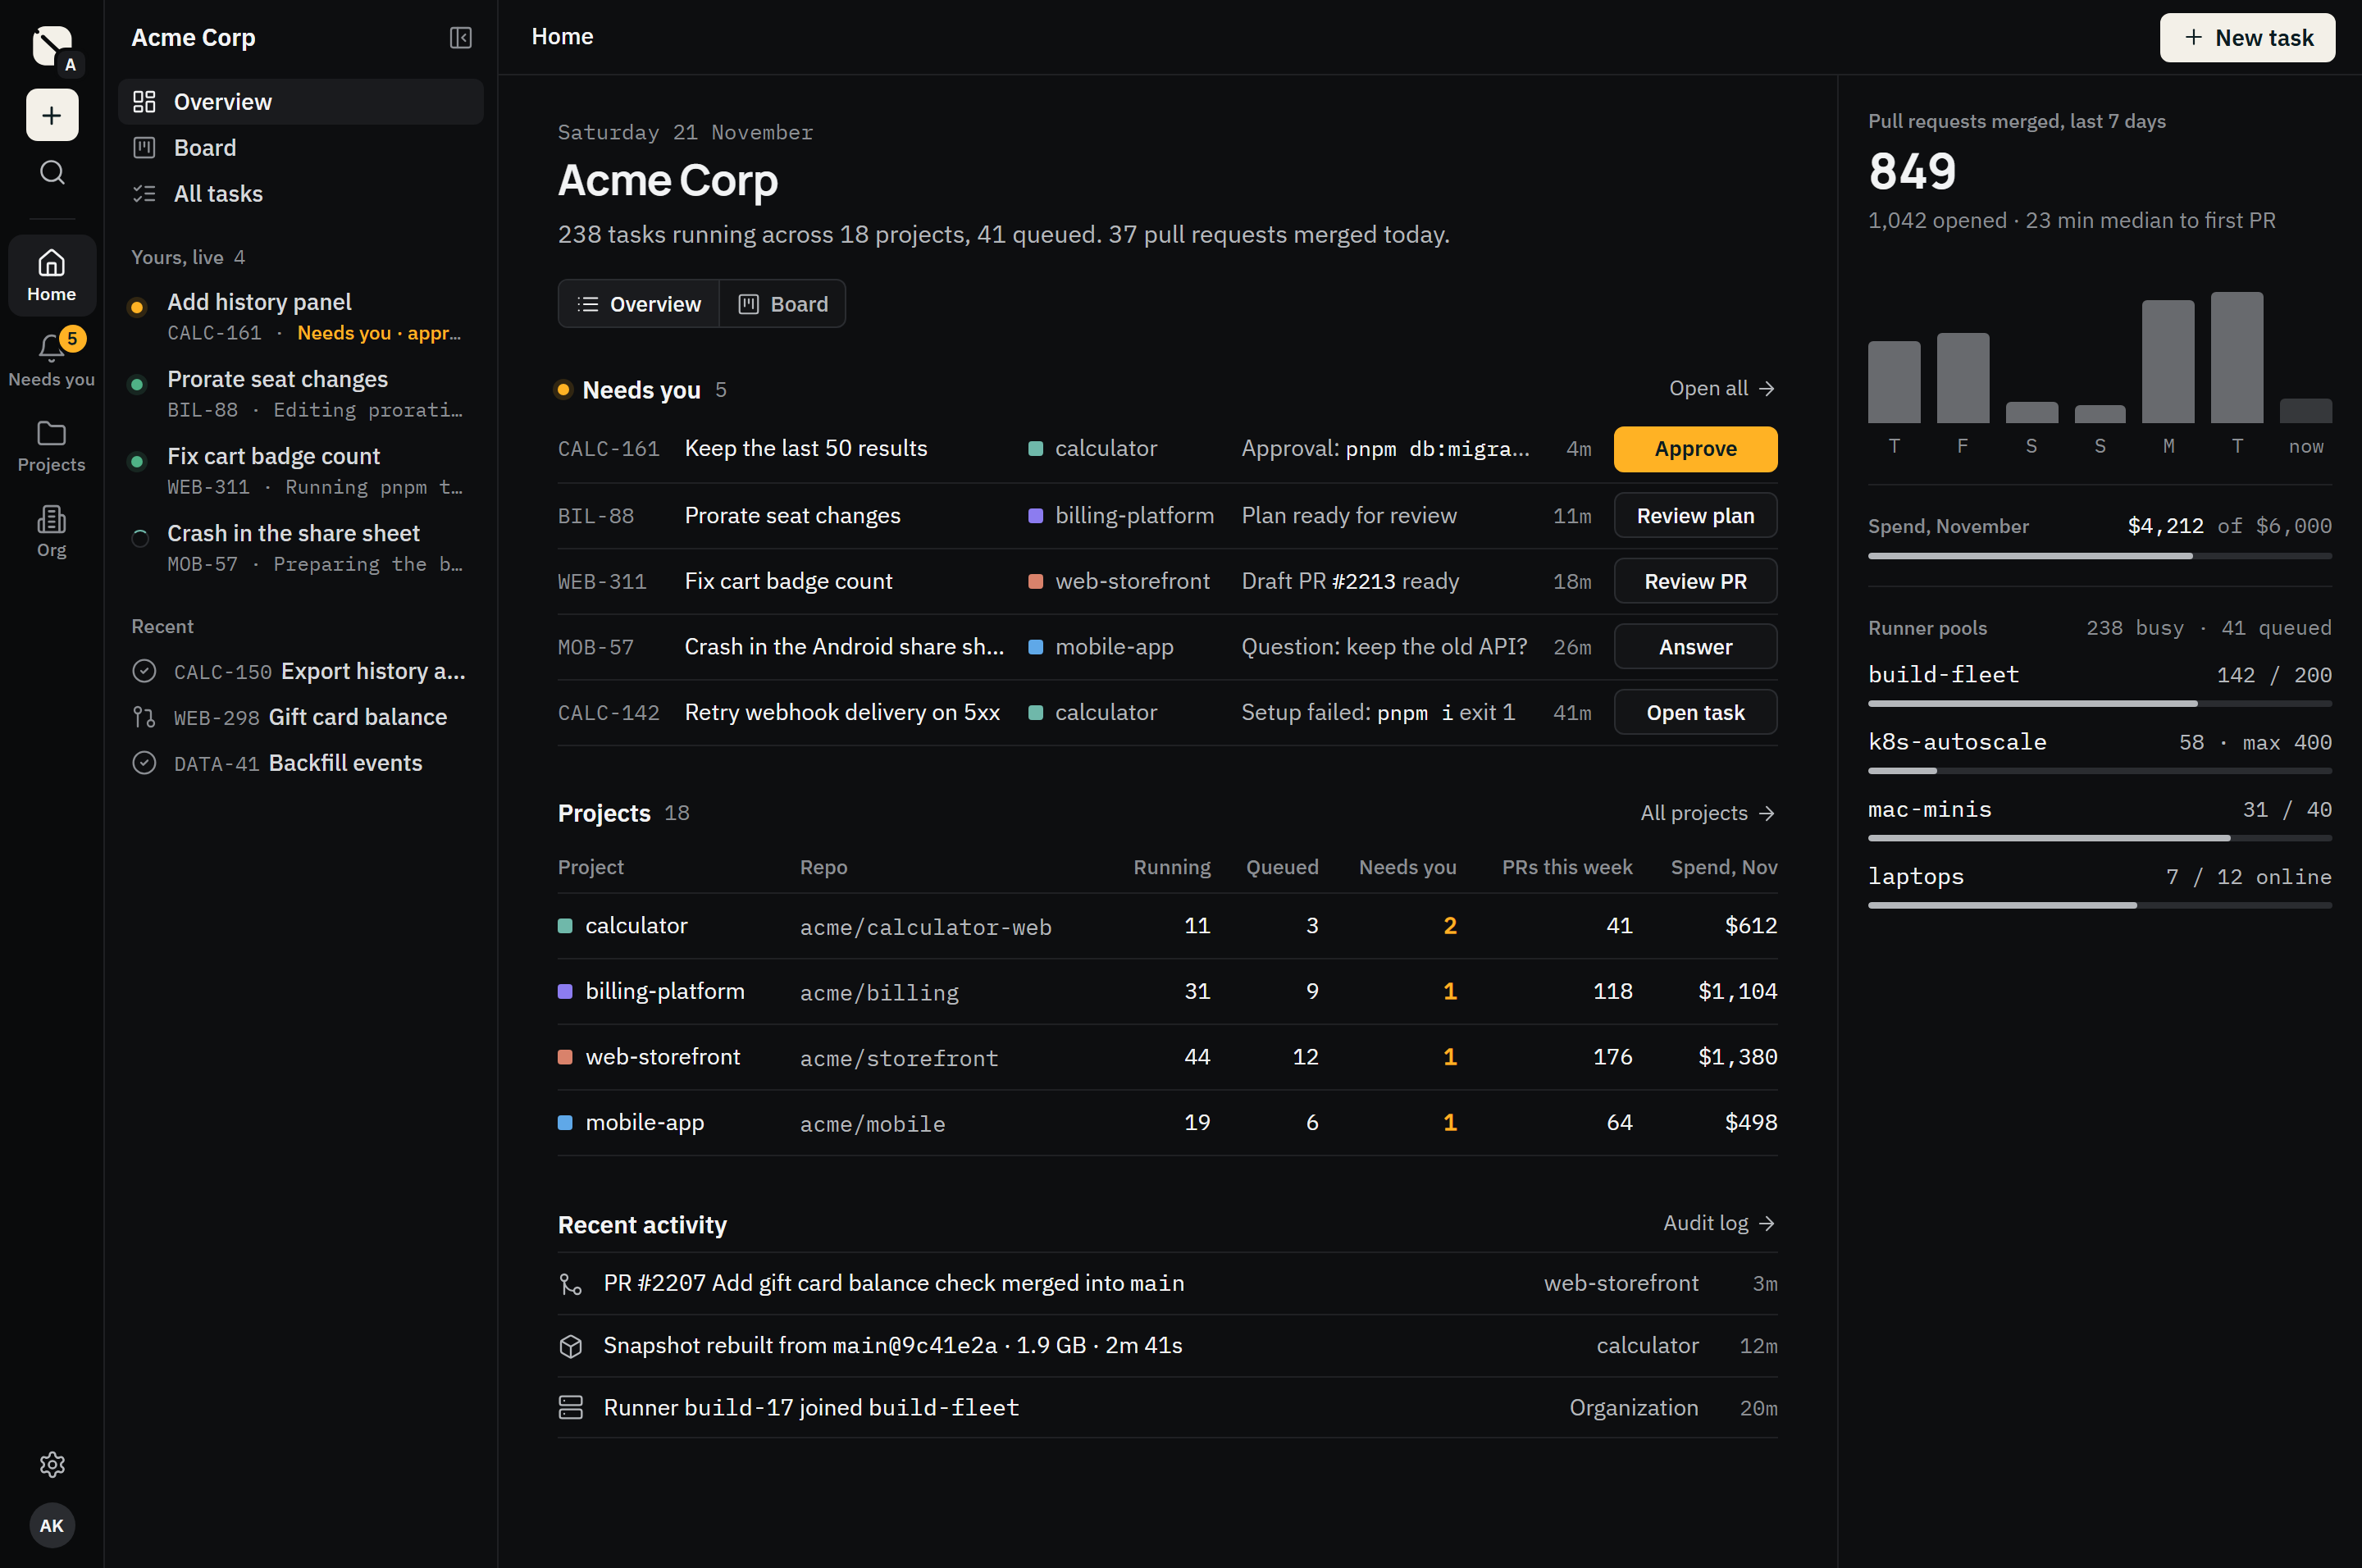 A
Home
5
Needs you
Projects
Org
AK
Acme Corp
Overview
Board
All tasks
Yours, live 4
Add history panel
CALC-161 · Needs you · appr…
Prorate seat changes
BIL-88 · Editing prorati…
Fix cart badge count
WEB-311 · Running pnpm t…
Crash in the share sheet
MOB-57 · Preparing the b…
Recent
CALC-150 Export history a…
WEB-298 Gift card balance
DATA-41 Backfill events
Home
New task
Saturday 21 November
Acme Corp
238 tasks running across 18 projects, 41 queued. 37 pull requests merged today.
Overview Board
Needs you 5 Open all →
CALC-161 Keep the last 50 results calculator Approval: pnpm db:migra… 4m Approve
BIL-88 Prorate seat changes billing-platform Plan ready for review 11m Review plan
WEB-311 Fix cart badge count web-storefront Draft PR #2213 ready 18m Review PR
MOB-57 Crash in the Android share sh… mobile-app Question: keep the old API? 26m Answer
CALC-142 Retry webhook delivery on 5xx calculator Setup failed: pnpm i exit 1 41m Open task
Projects 18 All projects →
Project Repo Running Queued Needs you PRs this week Spend, Nov
calculator acme/calculator-web 11 3 2 41 $612
billing-platform acme/billing 31 9 1 118 $1,104
web-storefront acme/storefront 44 12 1 176 $1,380
mobile-app acme/mobile 19 6 1 64 $498
Recent activity Audit log →
PR #2207 Add gift card balance check merged into main web-storefront 3m
Snapshot rebuilt from main@9c41e2a · 1.9 GB · 2m 41s calculator 12m
Runner build-17 joined build-fleet Organization 20m
Pull requests merged, last 7 days
849
1,042 opened · 23 min median to first PR
T F S S M T now
Spend, November $4,212 of $6,000
Runner pools 238 busy · 41 queued
build-fleet 142 / 200
k8s-autoscale 58 · max 400
mac-minis 31 / 40
laptops 7 / 12 online